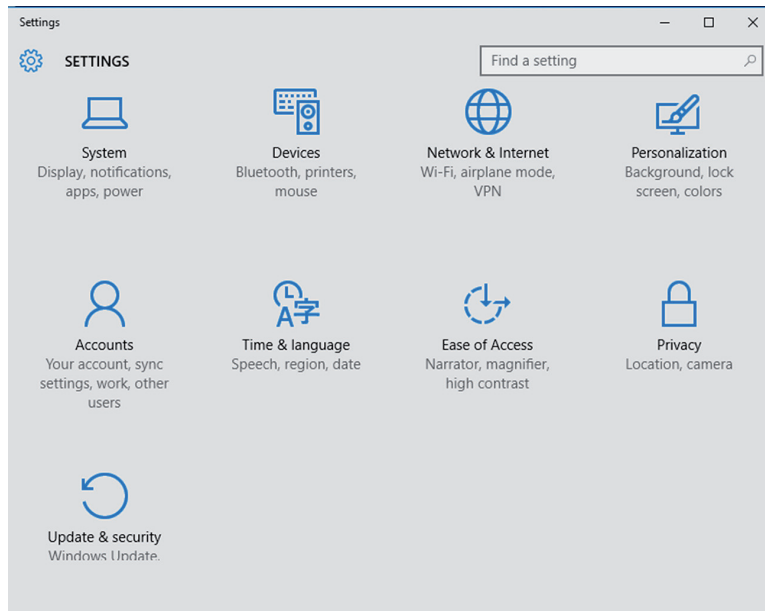 Settings
SETTINGS
Find a setting
System
Display, notifications,
apps, power
Devices
Bluetooth, printers,
mouse
Network & Internet
Wi-Fi, airplane mode,
VPN
Personalization
Background, lock
screen, colors
Accounts
Your account, sync
settings, work, other
users
Time & language
Speech, region, date
Ease of Access
Narrator, magnifier,
high contrast
Privacy
Location, camera
Update & security
Windows Update.